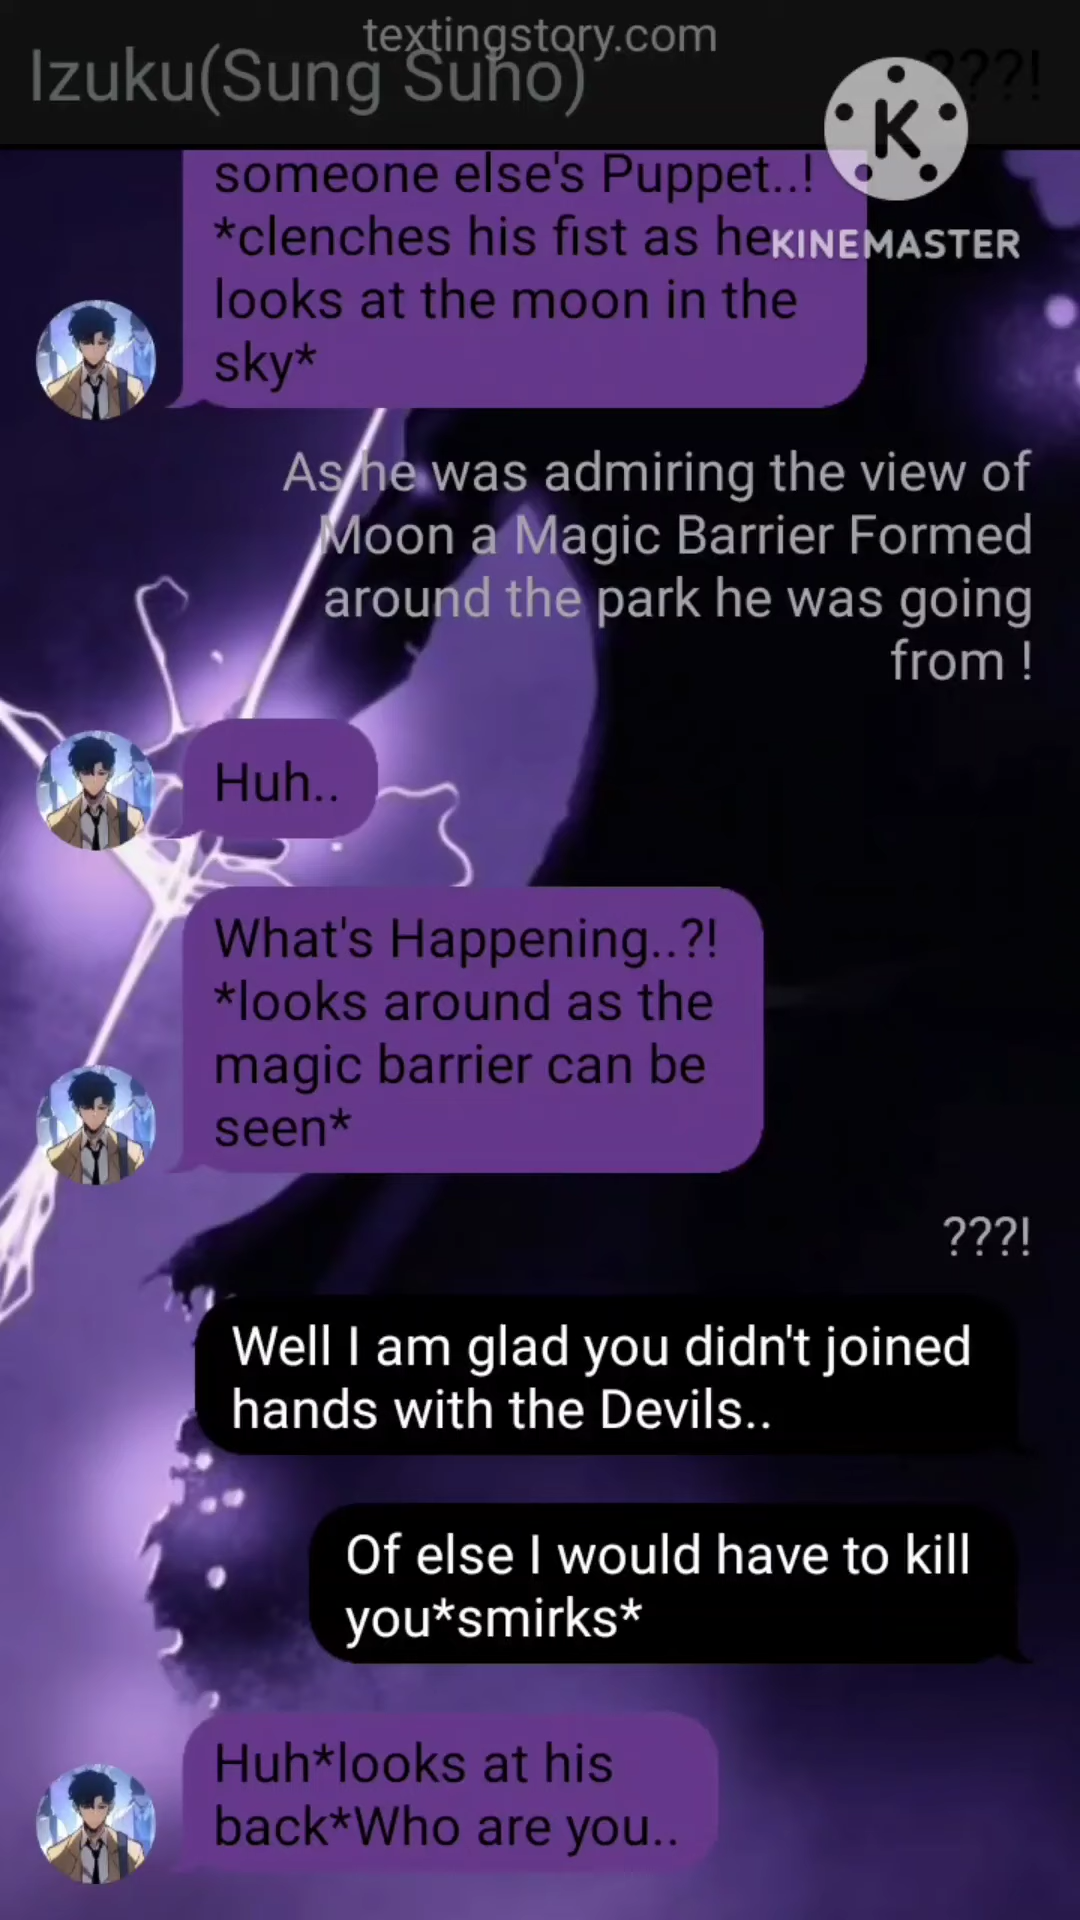 textingstory.com
Izuku(Sung Suho)
???!
K
KINEMASTER
someone else's Puppet..!
*clenches his fist as he
looks at the moon in the
sky*
As he was admiring the view of
Moon a Magic Barrier Formed
around the park he was going
from !
Huh..
What's Happening..?!
*looks around as the
magic barrier can be
seen*
???!
Well I am glad you didn't joined
hands with the Devils..
Of else I would have to kill
you*smirks*
Huh*looks at his
back*Who are you..